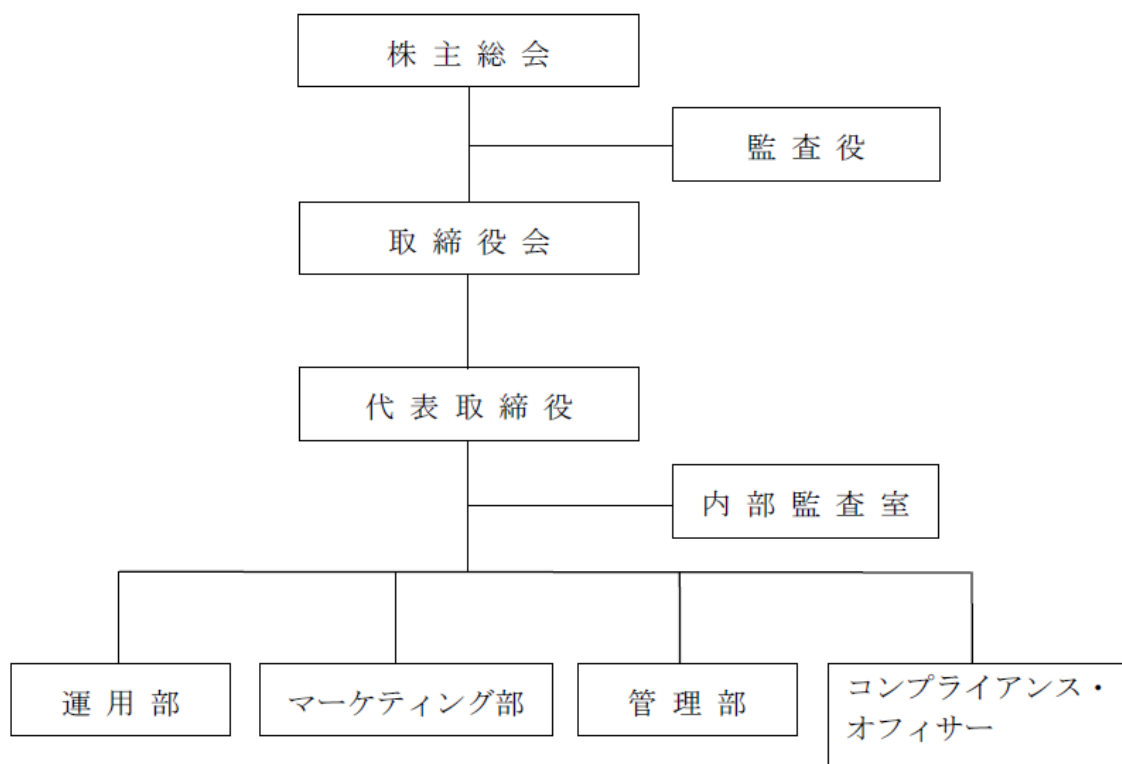 株主総会
監査役
取締役会
代表取締役
内部監査室
運用部
マーケティング部
管理部
コンプライアンス・
オフィサー